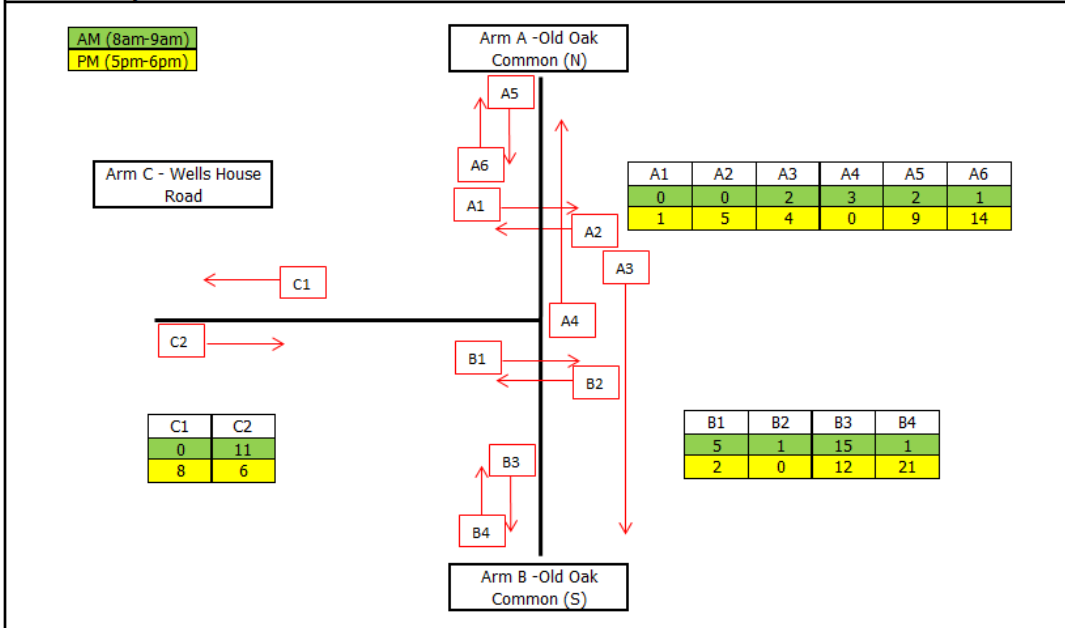 AM (8am-9am)
PM (5pm-6pm)
Arm A -Old Oak
Common (N)
A5
A6
Arm C - Wells House
Road
A1 A2 A3 A4 A5 A6
0 0 2 3 2 1
1 5 4 0 9 14
A1
A2
A3
C1
A4
C2
B1
B2
C1 C2
0 11
8 6
B1 B2 B3 B4
5 1 15 1
2 0 12 21
B3
B4
Arm B -Old Oak
Common (S)